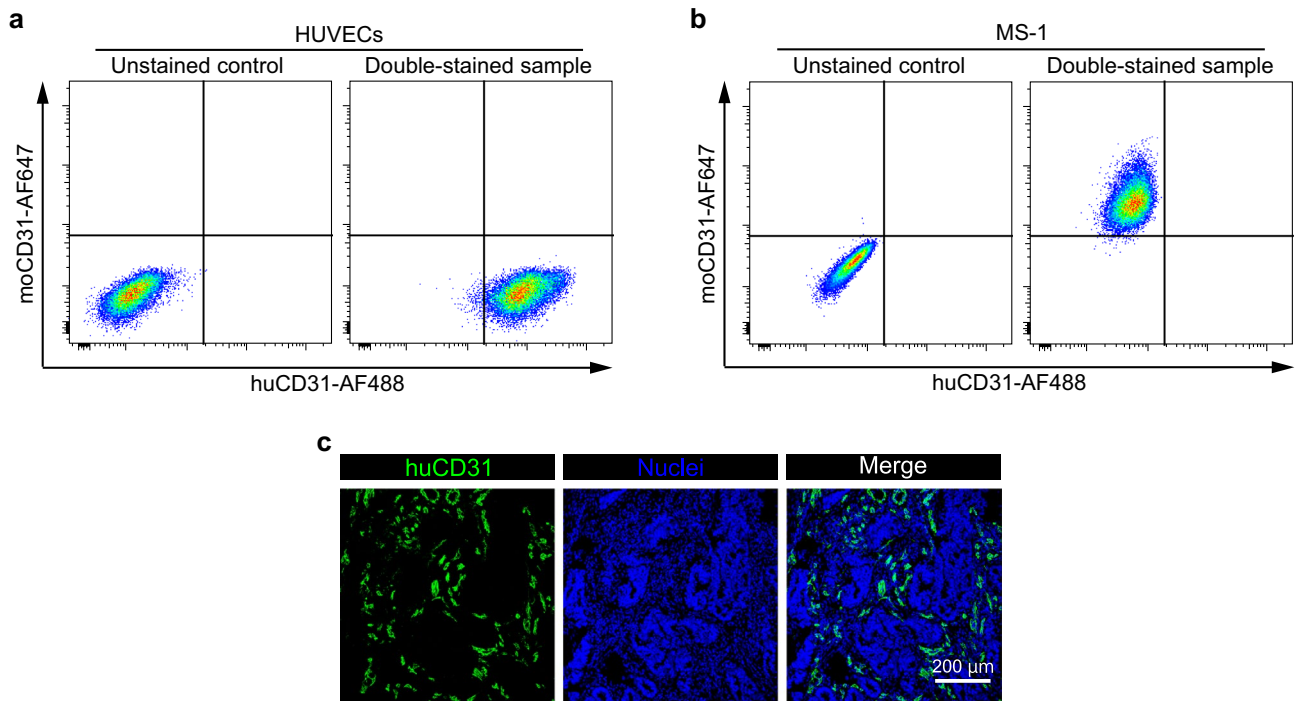 a
HUVECs
Unstained control
Double-stained sample
moCD31-AF647
huCD31-AF488
b
MS-1
Unstained control
Double-stained sample
moCD31-AF647
huCD31-AF488
c
huCD31
Nuclei
Merge
200 µm